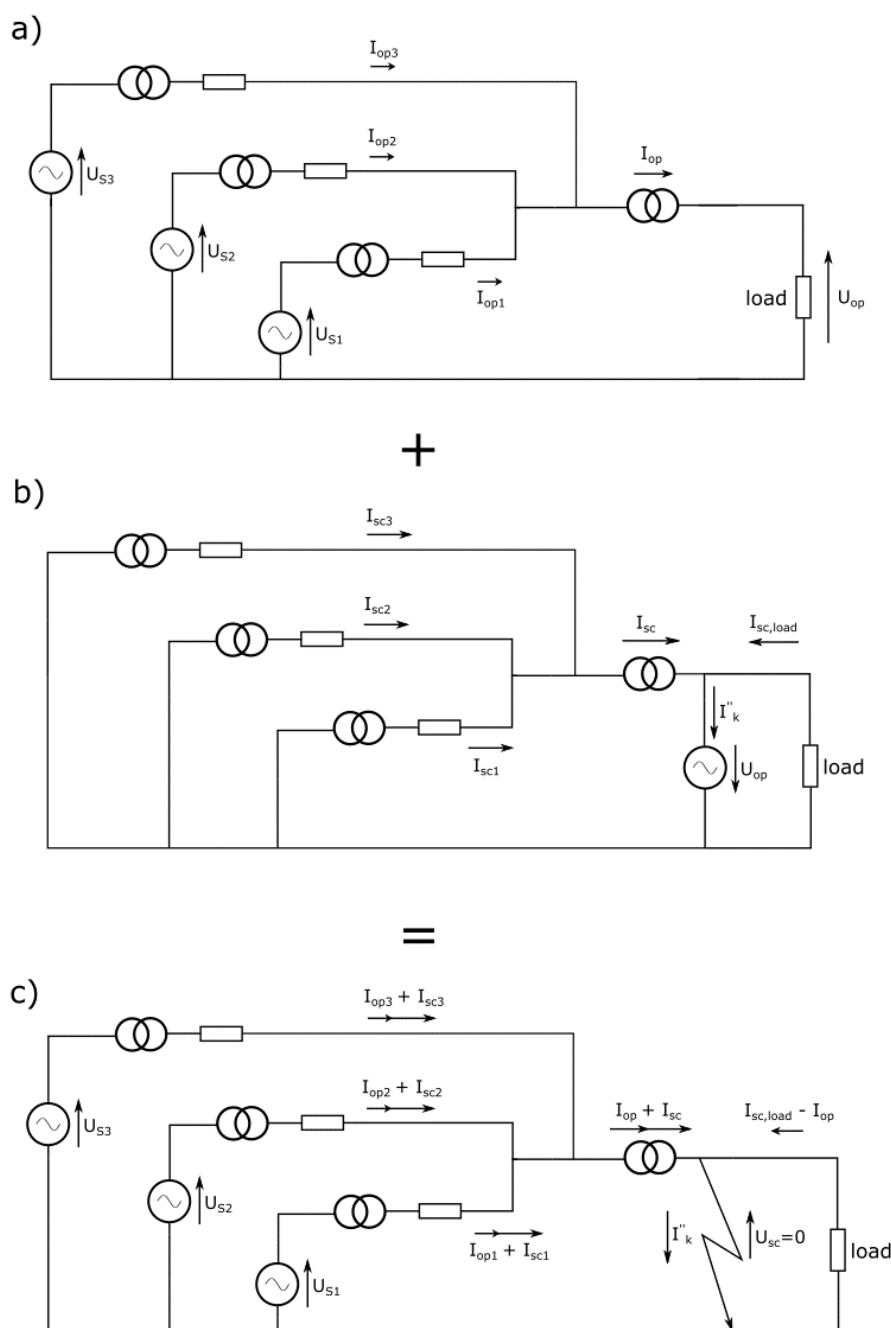 a)
I_op3
U_S3
I_op2
U_S2
I_op
I_op1
U_S1
load
U_op
+
b)
I_sc3
I_sc2
I_sc
I_sc,load
I"_k
I_sc1
U_op
load
=
c)
I_op3 + I_sc3
U_S3
I_op2 + I_sc2
I_op + I_sc
I_sc,load - I_op
U_S2
I"_k
U_sc=0
load
I_op1 + I_sc1
U_S1